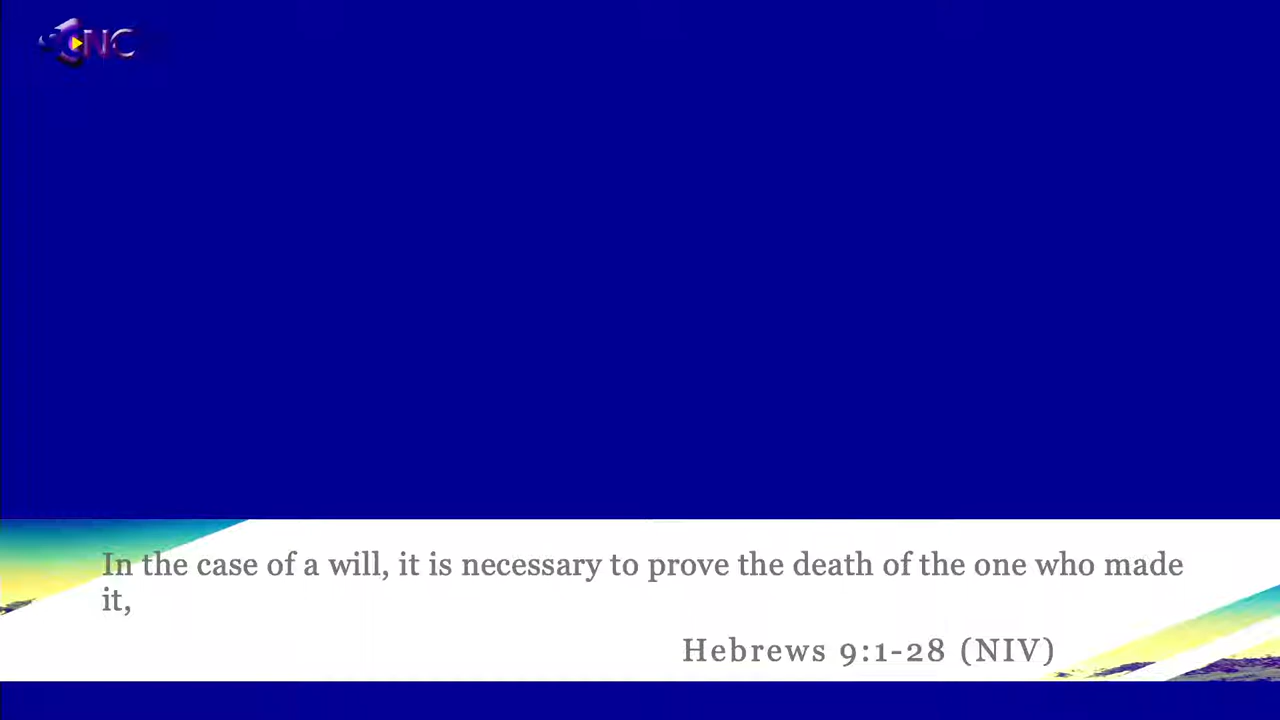 In the case of a will, it is necessary to prove the death of the one who made
it,
Hebrews 9:1-28 (NIV)